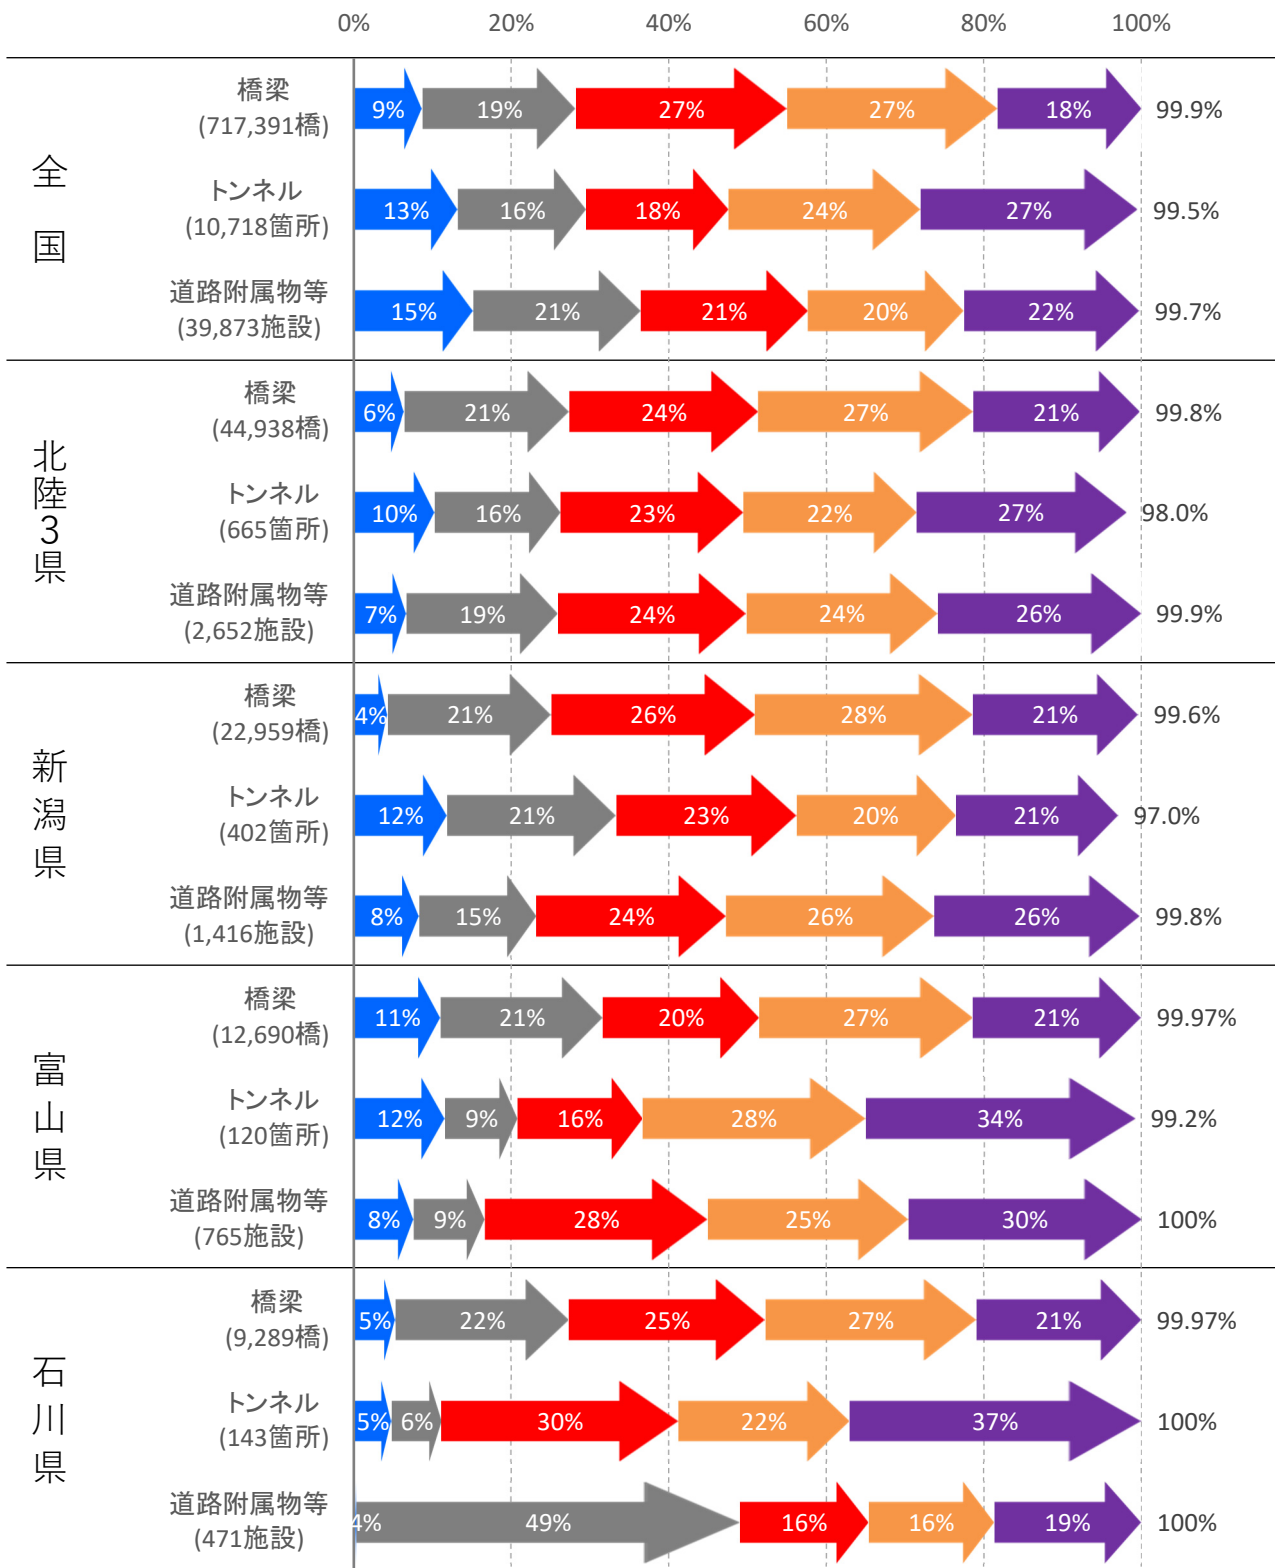 0% 20% 40% 60% 80% 100%
全国
橋梁
(717,391橋)
9% 19% 27% 27% 18% 99.9%
トンネル
(10,718箇所)
13% 16% 18% 24% 27% 99.5%
道路附属物等
(39,873施設)
15% 21% 21% 20% 22% 99.7%
北陸3県
橋梁
(44,938橋)
6% 21% 24% 27% 21% 99.8%
トンネル
(665箇所)
10% 16% 23% 22% 27% 98.0%
道路附属物等
(2,652施設)
7% 19% 24% 24% 26% 99.9%
新潟県
橋梁
(22,959橋)
4% 21% 26% 28% 21% 99.6%
トンネル
(402箇所)
12% 21% 23% 20% 21% 97.0%
道路附属物等
(1,416施設)
8% 15% 24% 26% 26% 99.8%
富山県
橋梁
(12,690橋)
11% 21% 20% 27% 21% 99.97%
トンネル
(120箇所)
12% 9% 16% 28% 34% 99.2%
道路附属物等
(765施設)
8% 9% 28% 25% 30% 100%
石川県
橋梁
(9,289橋)
5% 22% 25% 27% 21% 99.97%
トンネル
(143箇所)
5% 6% 30% 22% 37% 100%
道路附属物等
(471施設)
4% 49% 16% 16% 19% 100%